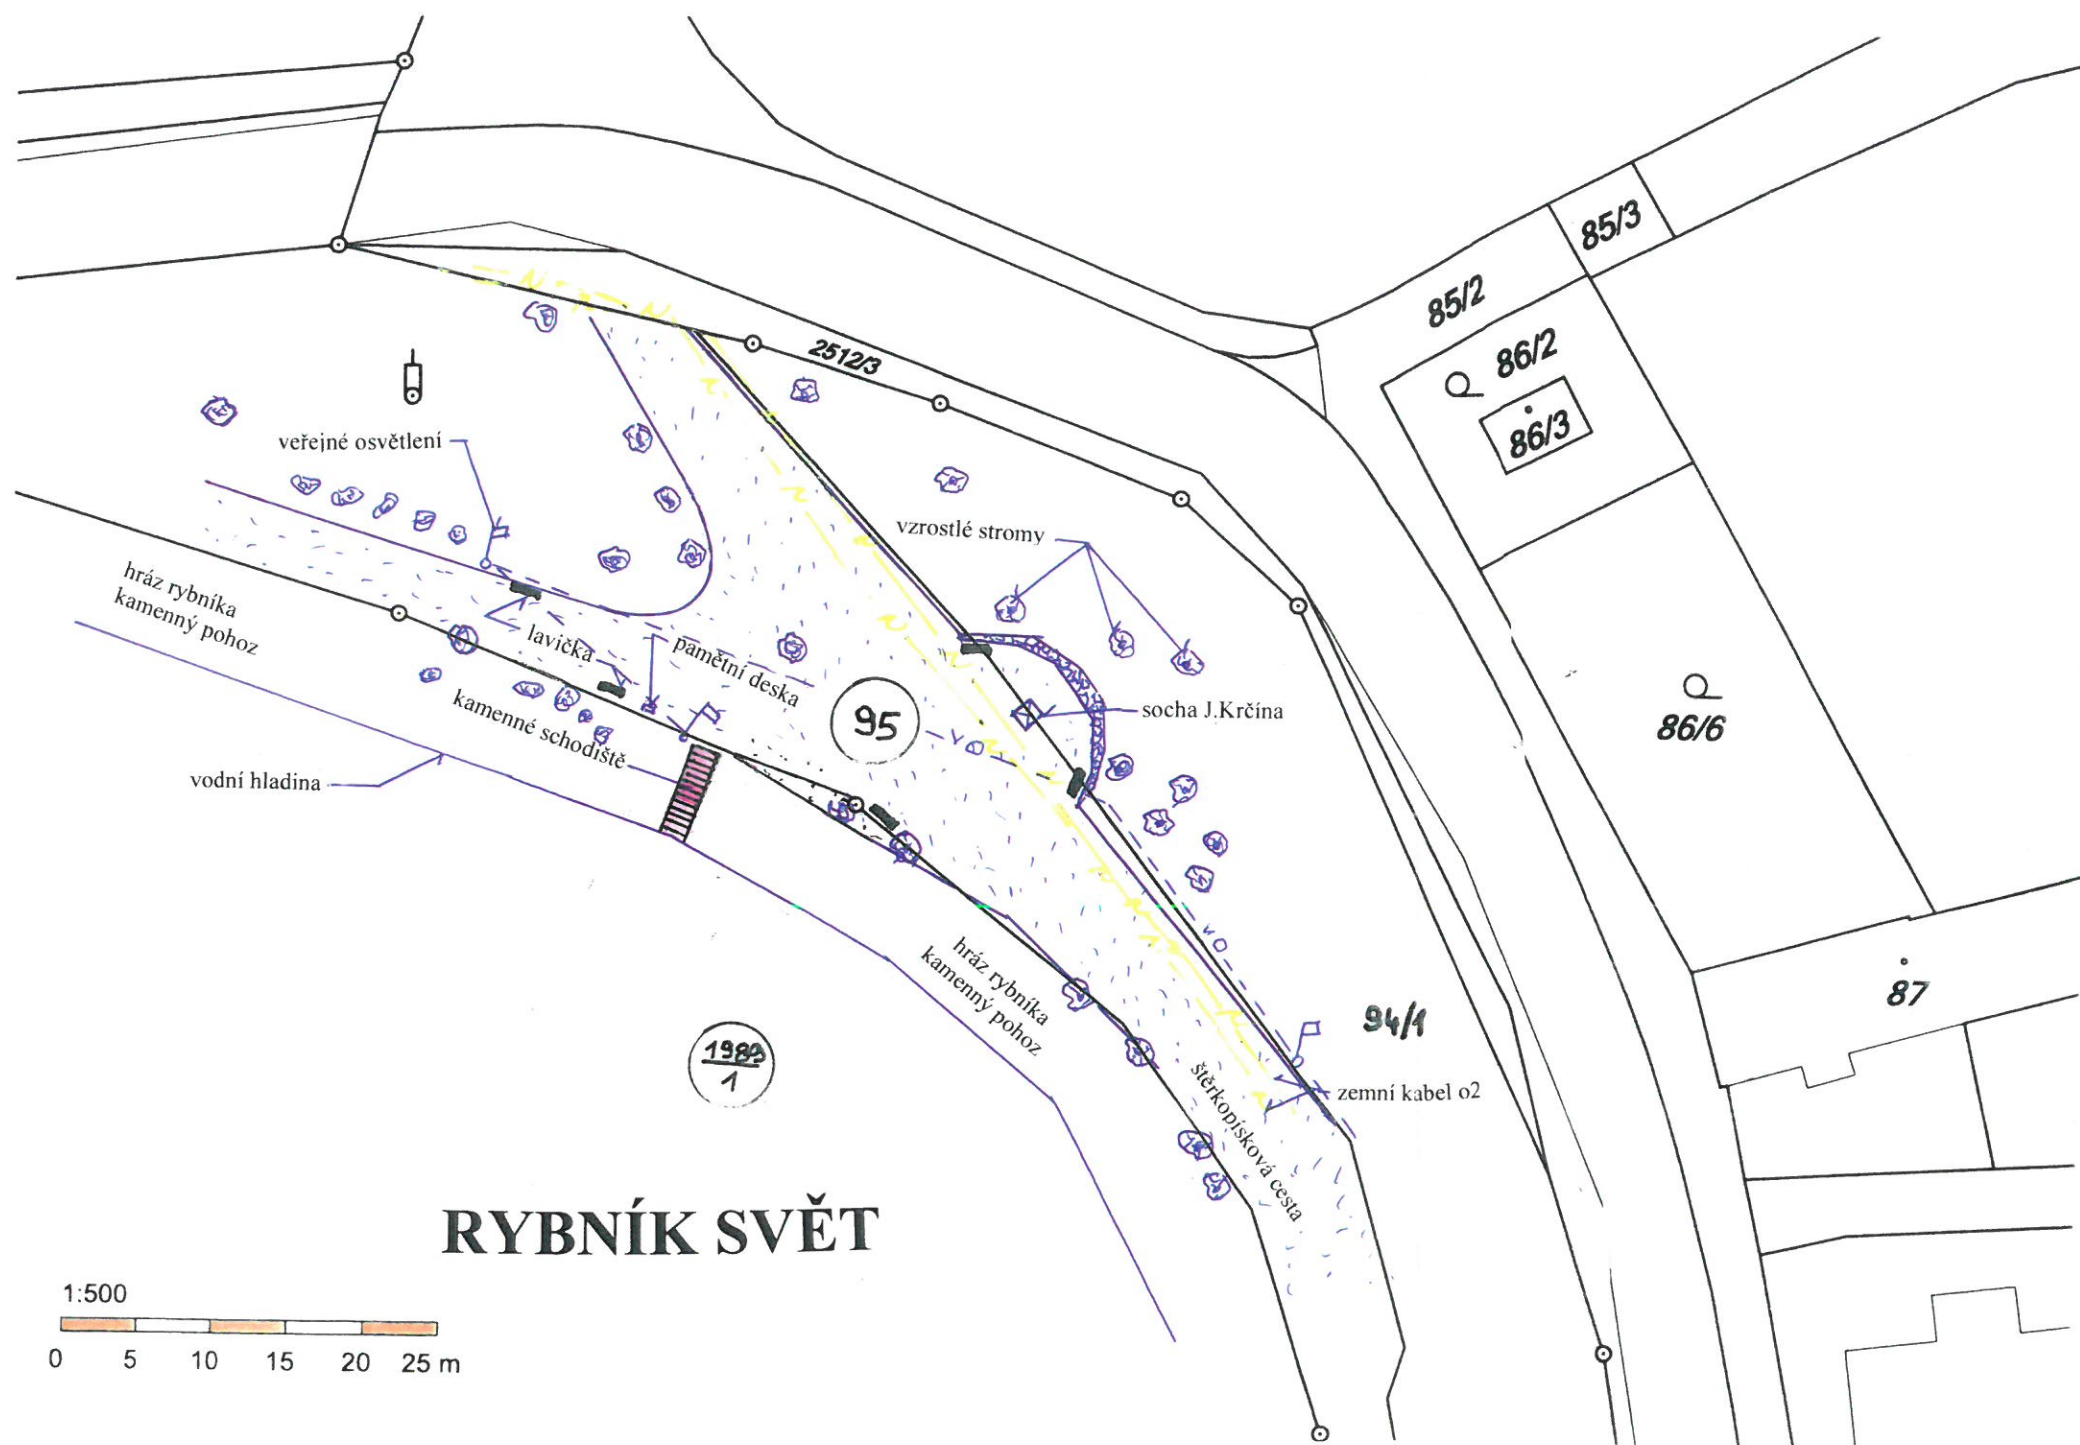 85/3
85/2
86/2
86/3
2512/3
veřejné osvětlení
vzrostlé stromy
hráz rybníka
kamenný pohoz
lavička
pamětní deska
95
socha J.Krčína
86/6
kamenné schodiště
vodní hladina
hráz rybníka
kamenný pohoz
87
94/1
1989
1
zemní kabel o2
štěrkopísková cesta
RYBNÍK SVĚT
1:500
0 5 10 15 20 25 m